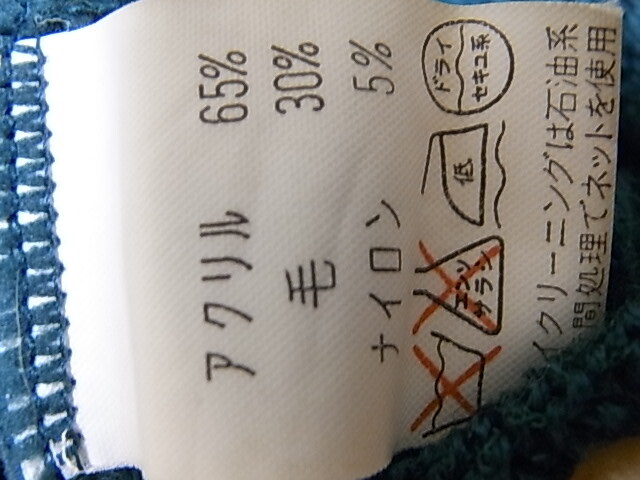 アクリル 65%
毛 30%
ナイロン 5%
エンソ
サラシ
低
ドライ
セキユ系
イクリーニングは石油系
間処理でネットを使用